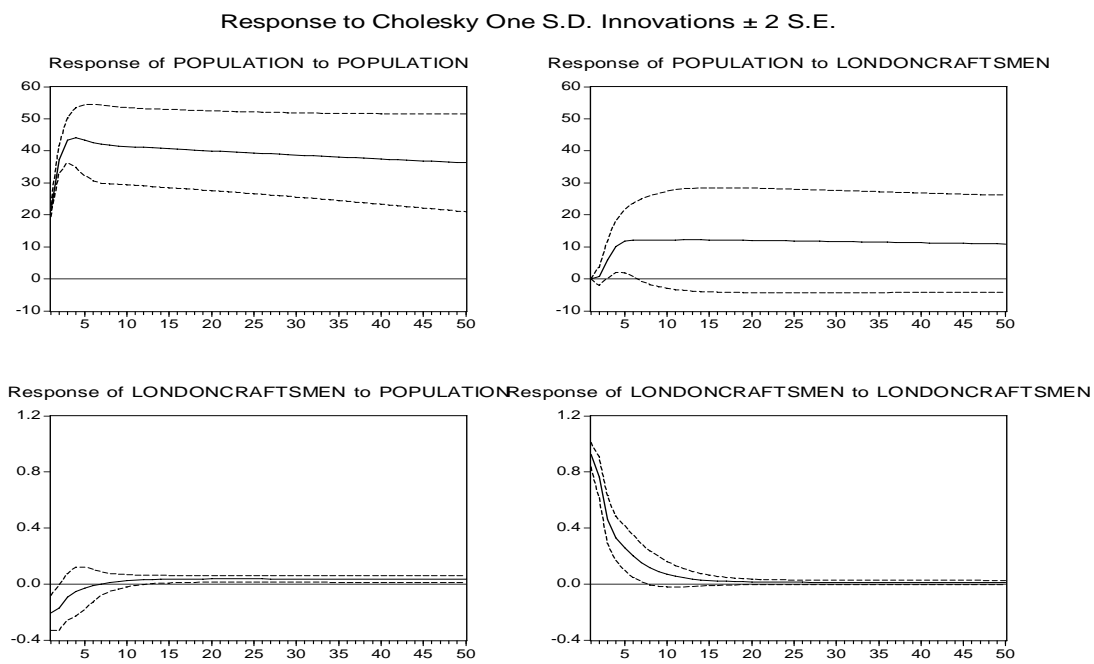 Response to Cholesky One S.D. Innovations ± 2 S.E.
Response of POPULATION to POPULATION
60
50
40
30
20
10
0
-10
5 10 15 20 25 30 35 40 45 50
Response of POPULATION to LONDONCRAFTSMEN
60
50
40
30
20
10
0
-10
5 10 15 20 25 30 35 40 45 50
Response of LONDONCRAFTSMEN to POPULATION
1.2
0.8
0.4
0.0
-0.4
5 10 15 20 25 30 35 40 45 50
Response of LONDONCRAFTSMEN to LONDONCRAFTSMEN
1.2
0.8
0.4
0.0
-0.4
5 10 15 20 25 30 35 40 45 50